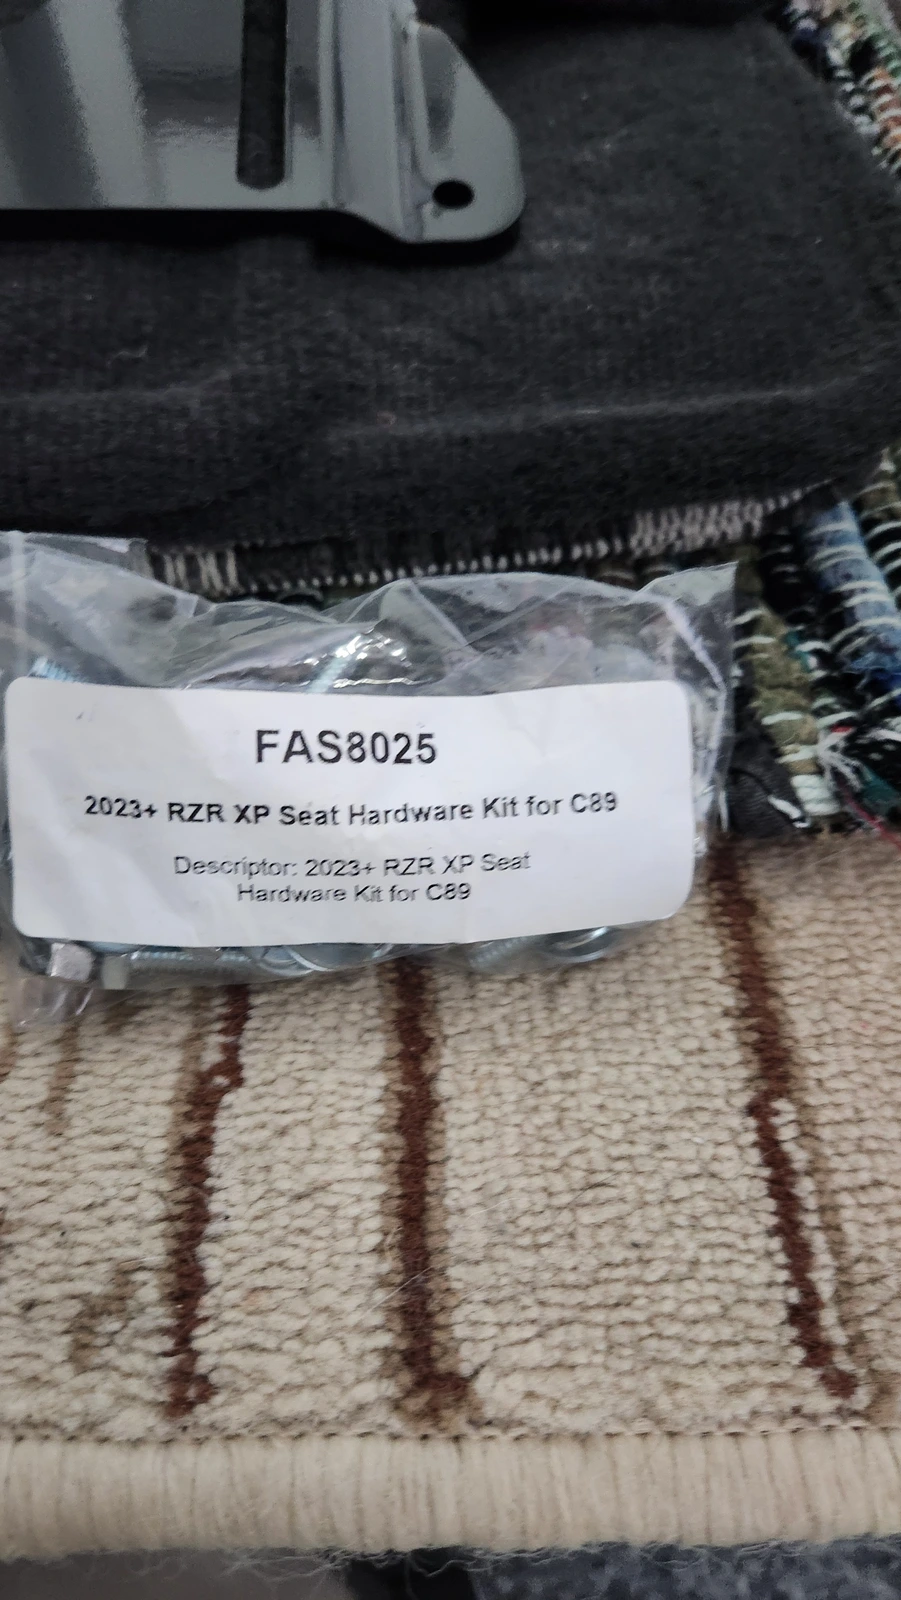 FAS8025
2023+ RZR XP Seat Hardware Kit for C89
Descriptor: 2023+ RZR XP Seat
Hardware Kit for C89